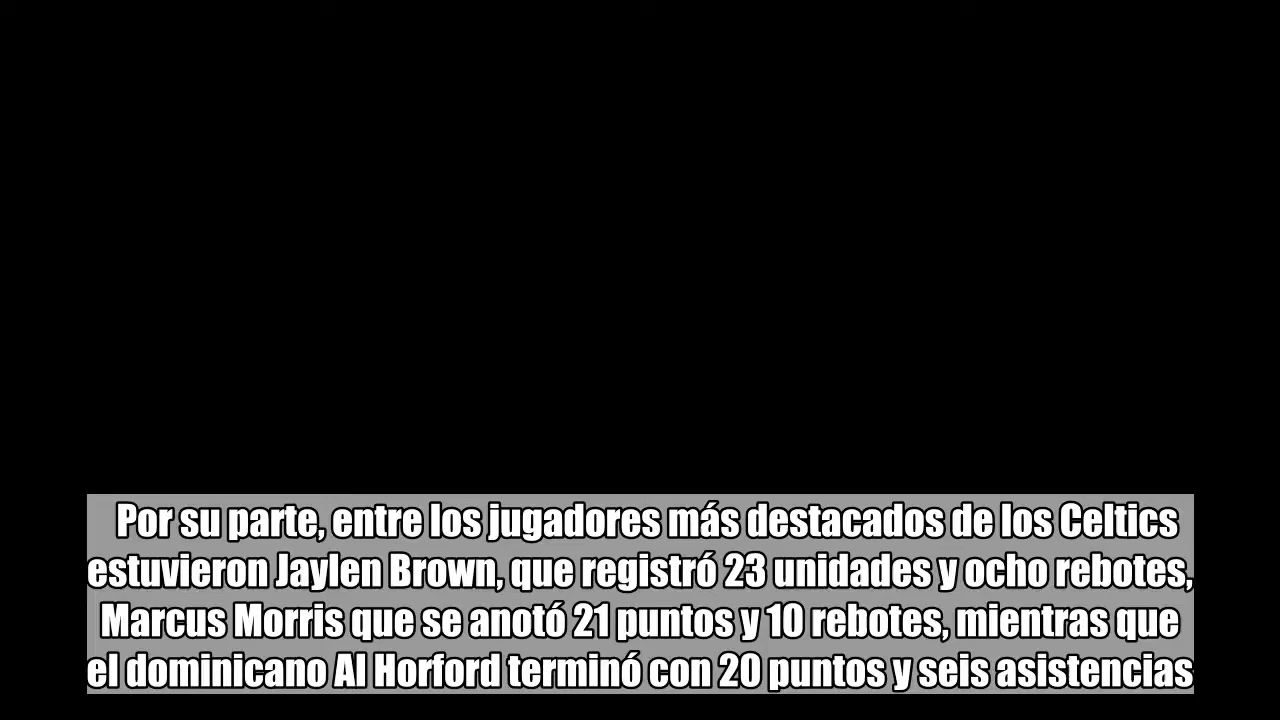 Por su parte, entre los jugadores más destacados de los Celtics
estuvieron Jaylen Brown, que registró 23 unidades y ocho rebotes,
Marcus Morris que se anotó 21 puntos y 10 rebotes, mientras que
el dominicano Al Horford terminó con 20 puntos y seis asistencias